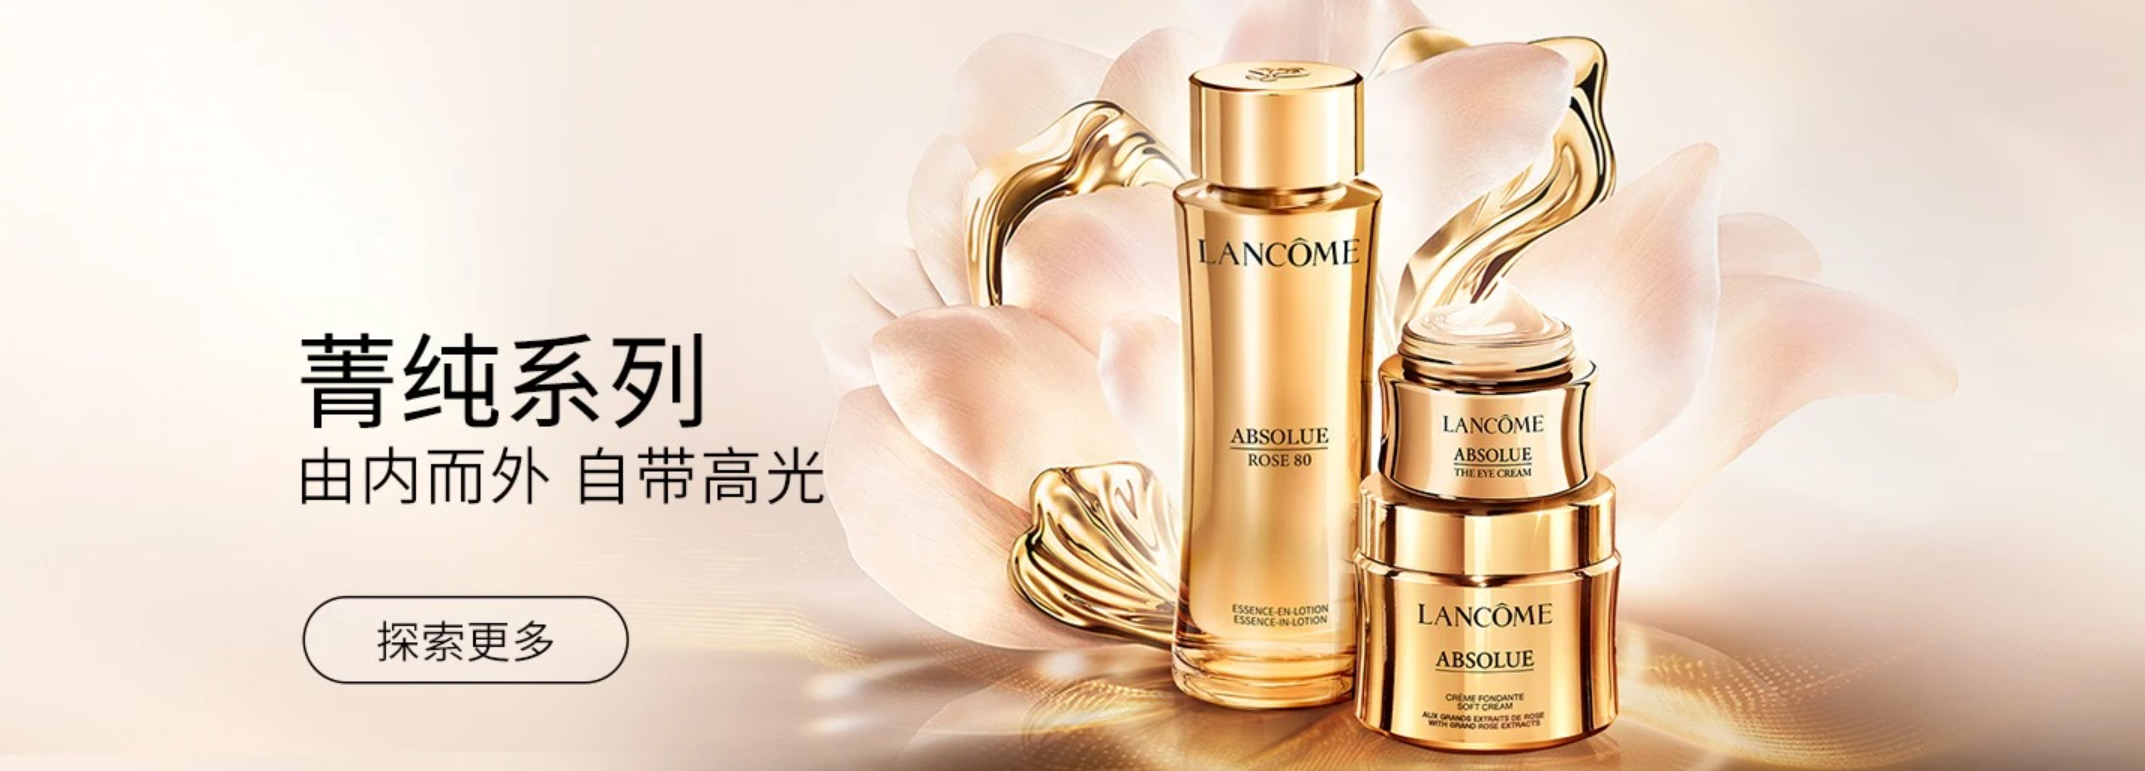 菁纯系列
由内而外 自带高光
探索更多
LANCÔME
ABSOLUE
ROSE 80
ESSENCE-EN-LOTION
ESSENCE-IN-LOTION
LANCÔME
ABSOLUE
THE EYE CREAM
LANCÔME
ABSOLUE
CRÈME FONDANTE
SOFT CREAM
AUX GRANDS EXTRAITS DE ROSE
WITH GRAND ROSE EXTRACTS